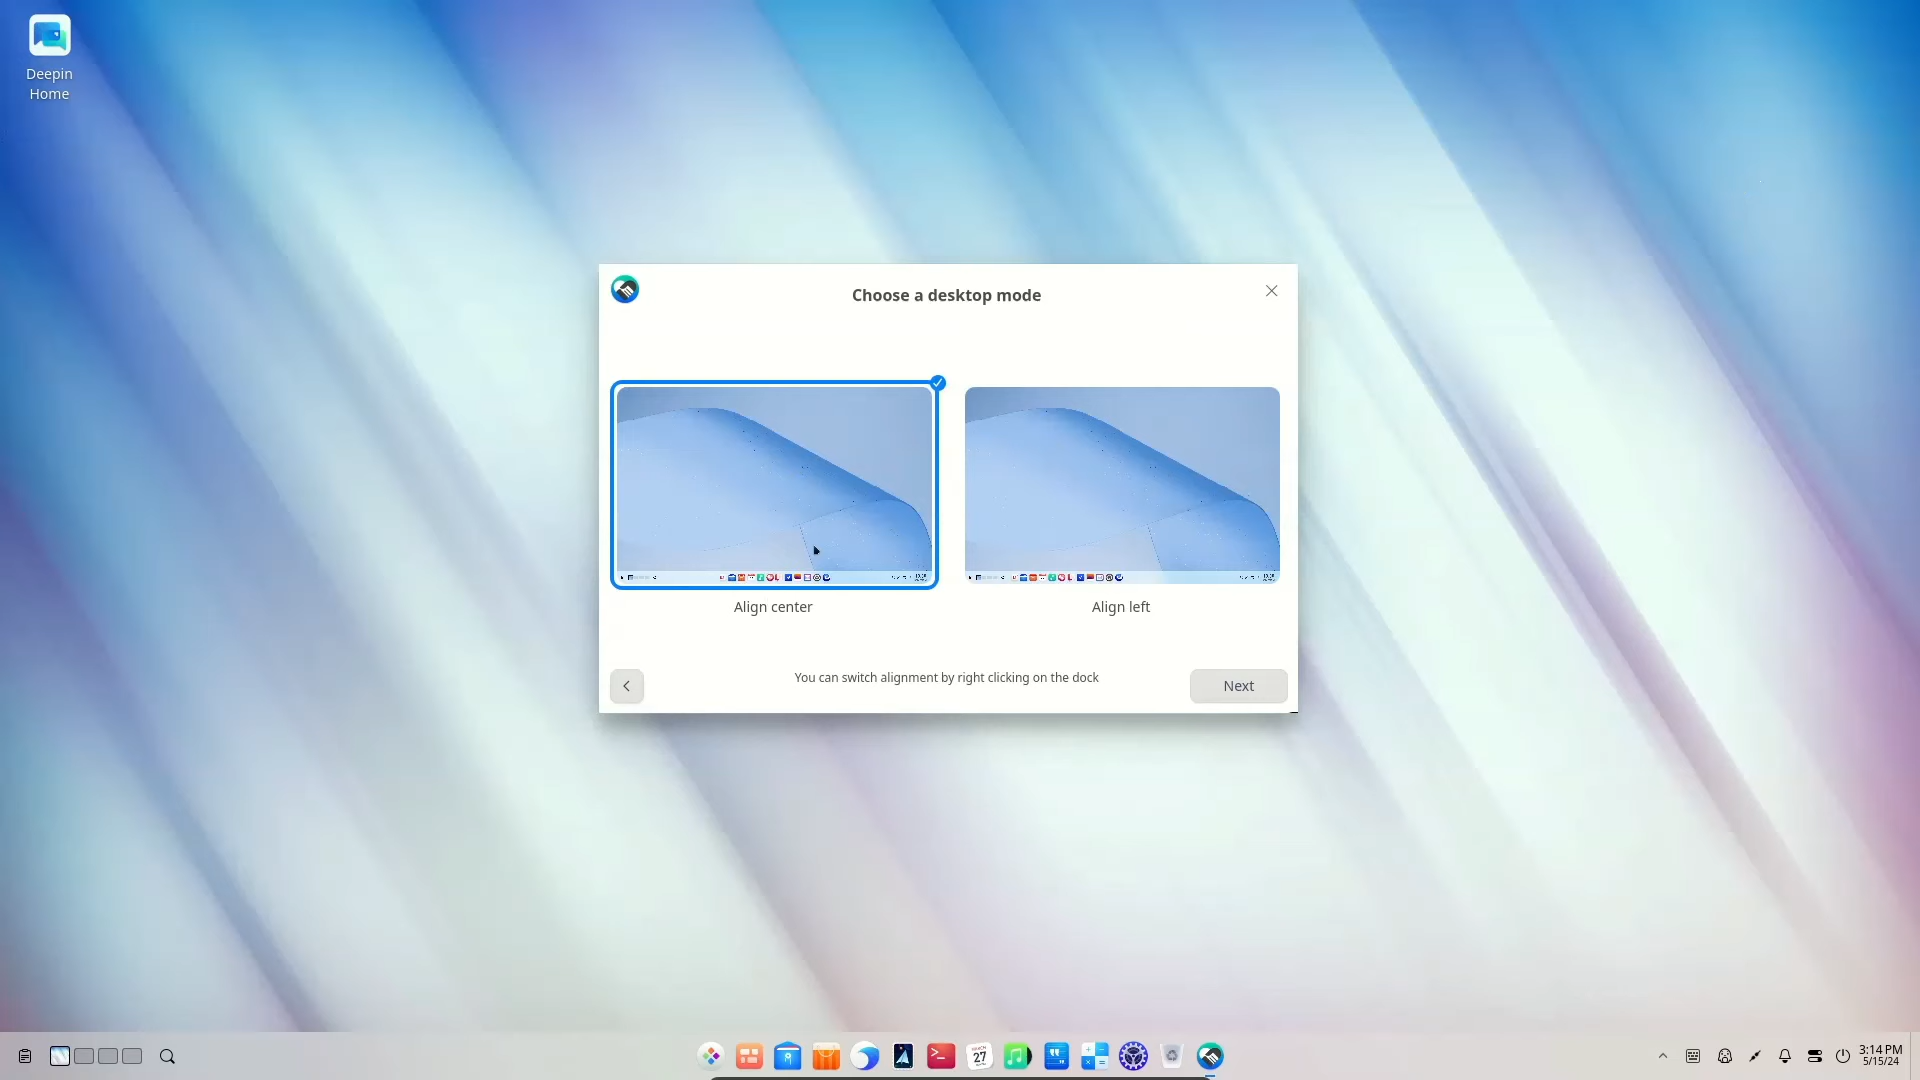 Deepin
Home
Choose a desktop mode
Align center
Align left
You can switch alignment by right clicking on the dock
Next
27
3:14 PM
5/15/24